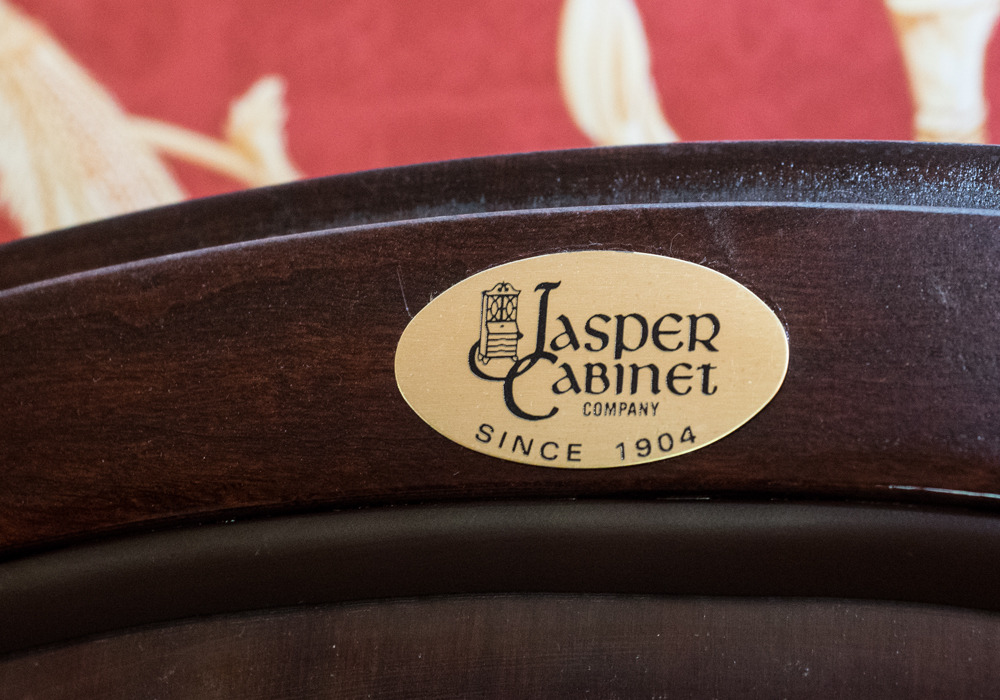 Jasper
Cabinet
COMPANY
SINCE 1904